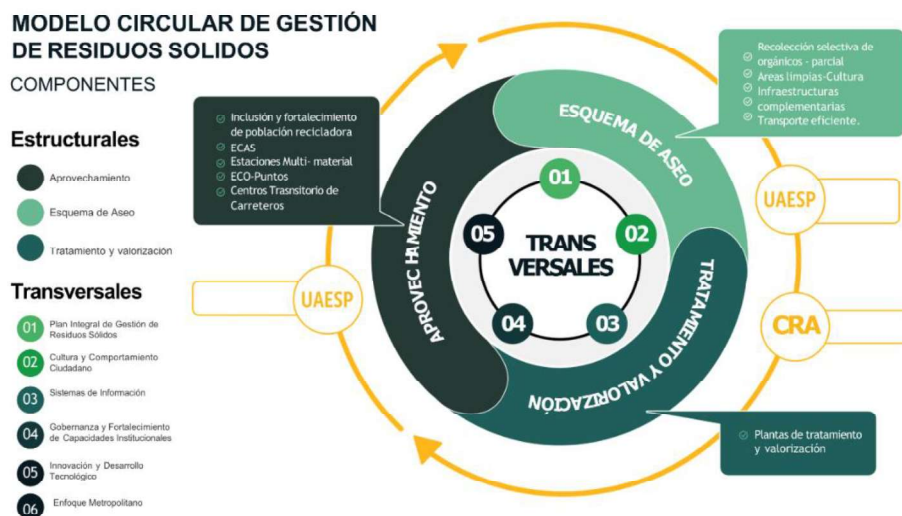 MODELO CIRCULAR DE GESTIÓN
DE RESIDUOS SOLIDOS
COMPONENTES
Estructurales
Aprovechamiento
Esquema de Aseo
Tratamiento y valorización
Transversales
01 Plan Integral de Gestión de
Residuos Sólidos
02 Cultura y Comportamiento
Ciudadano
03 Sistemas de Información
04 Gobernanza y Fortalecimiento
de Capacidades Institucionales
05 Innovación y Desarrollo
Tecnológico
06 Enfoque Metropolitano
Inclusión y fortalecimiento
de población recicladora
ECAS
Estaciones Multi- material
ECO-Puntos
Centros Trasnsitorio de
Carreteros
Recolección selectiva de
orgánicos - parcial
Areas limpias-Cultura
Infraestructuras
complementarias
Transporte eficiente.
ESQUEMA DE ASEO
APROVECHAMIENTO
TRATAMIENTO Y VALORIZACIÓN
01
02
03
04
05
TRANS
VERSALES
UAESP
UAESP
CRA
Plantas de tratamiento
y valorización